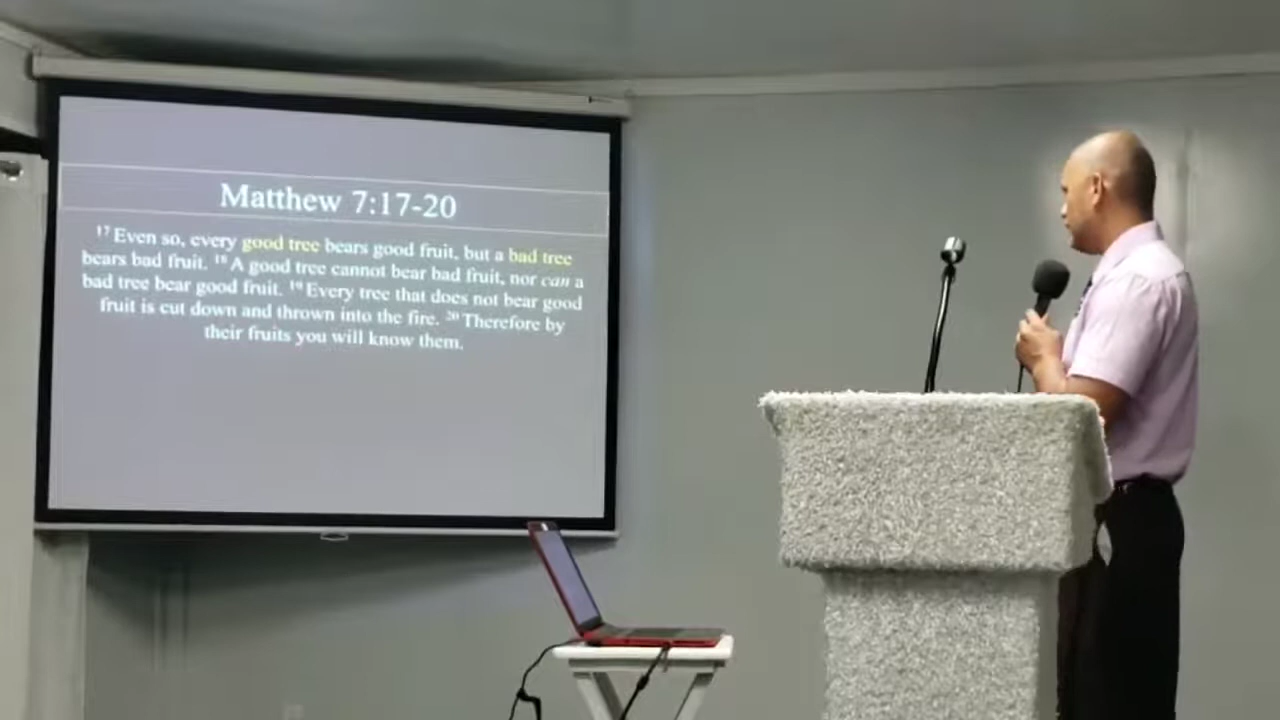 Matthew 7:17-20
17 Even so, every good tree bears good fruit, but a bad tree
bears bad fruit. 18 A good tree cannot bear bad fruit, nor can a
bad tree bear good fruit. 19 Every tree that does not bear good
fruit is cut down and thrown into the fire. 20 Therefore by
their fruits you will know them.